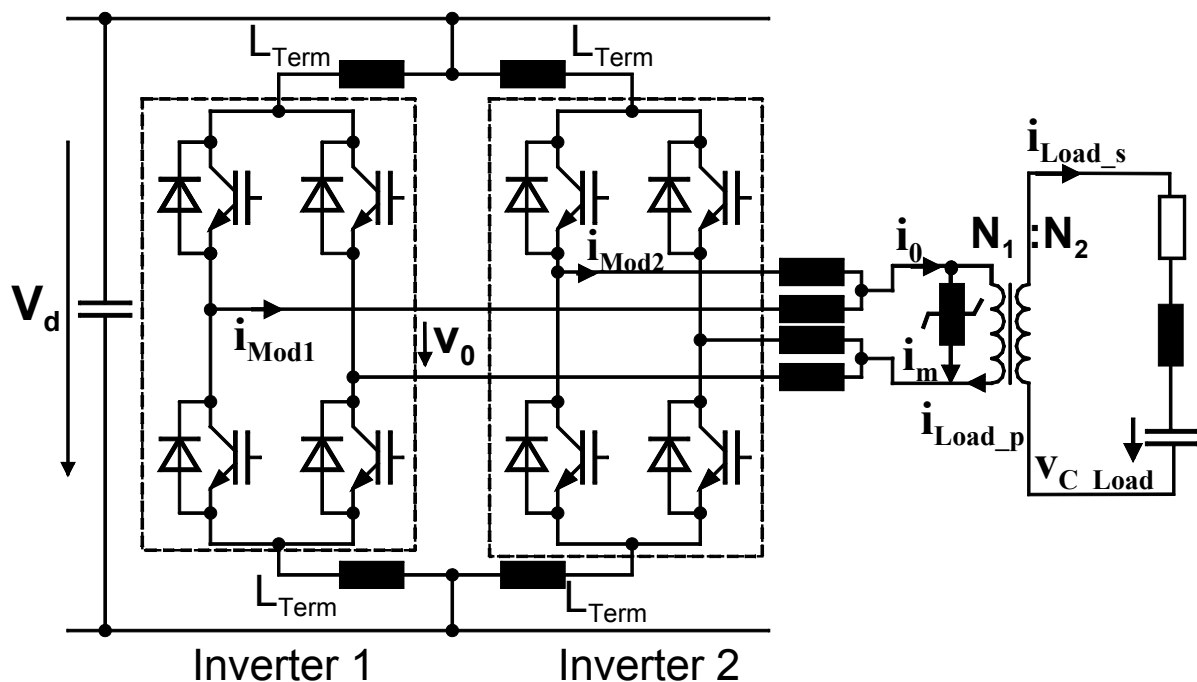 L_Term
L_Term
i_Load_s
i_Mod2
i_0
N_1 :N_2
V_d
i_Mod1
v_0
i_m
i_Load_p
v_C_Load
L_Term
L_Term
Inverter 1
Inverter 2